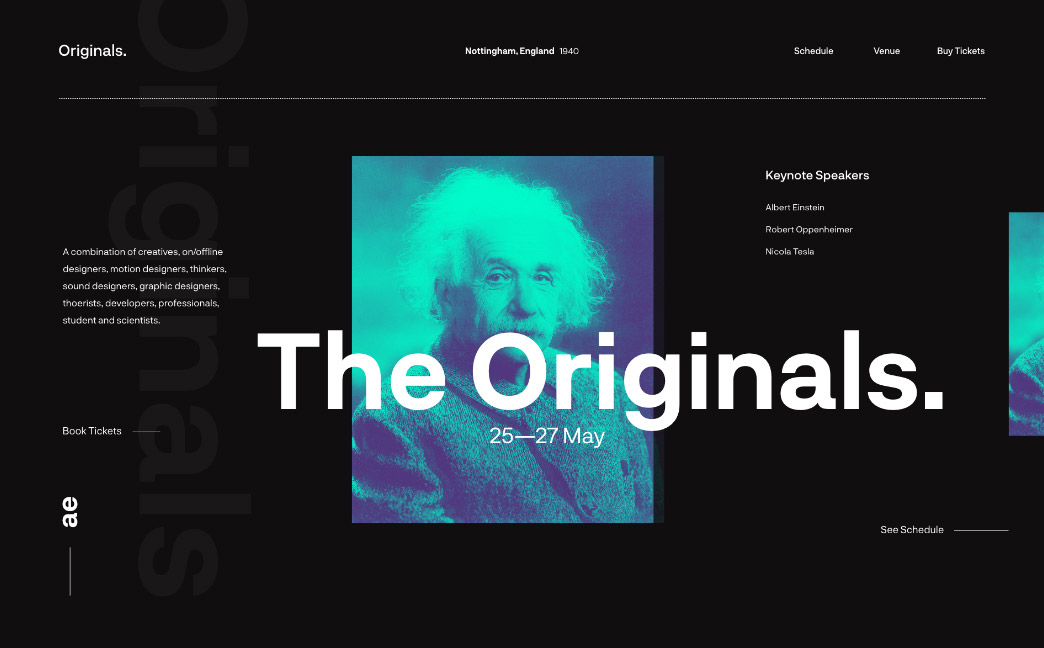 Originals.
Nottingham, England 1940
Schedule
Venue
Buy Tickets
Originals
Keynote Speakers
Albert Einstein
Robert Oppenheimer
Nicola Tesla
A combination of creatives, on/offline
designers, motion designers, thinkers,
sound designers, graphic designers,
thoerists, developers, professionals,
student and scientists.
The Originals.
25—27 May
Book Tickets
ae
See Schedule